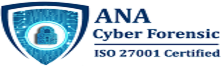 ANA
Cyber Forensic
ISO 27001 Certified